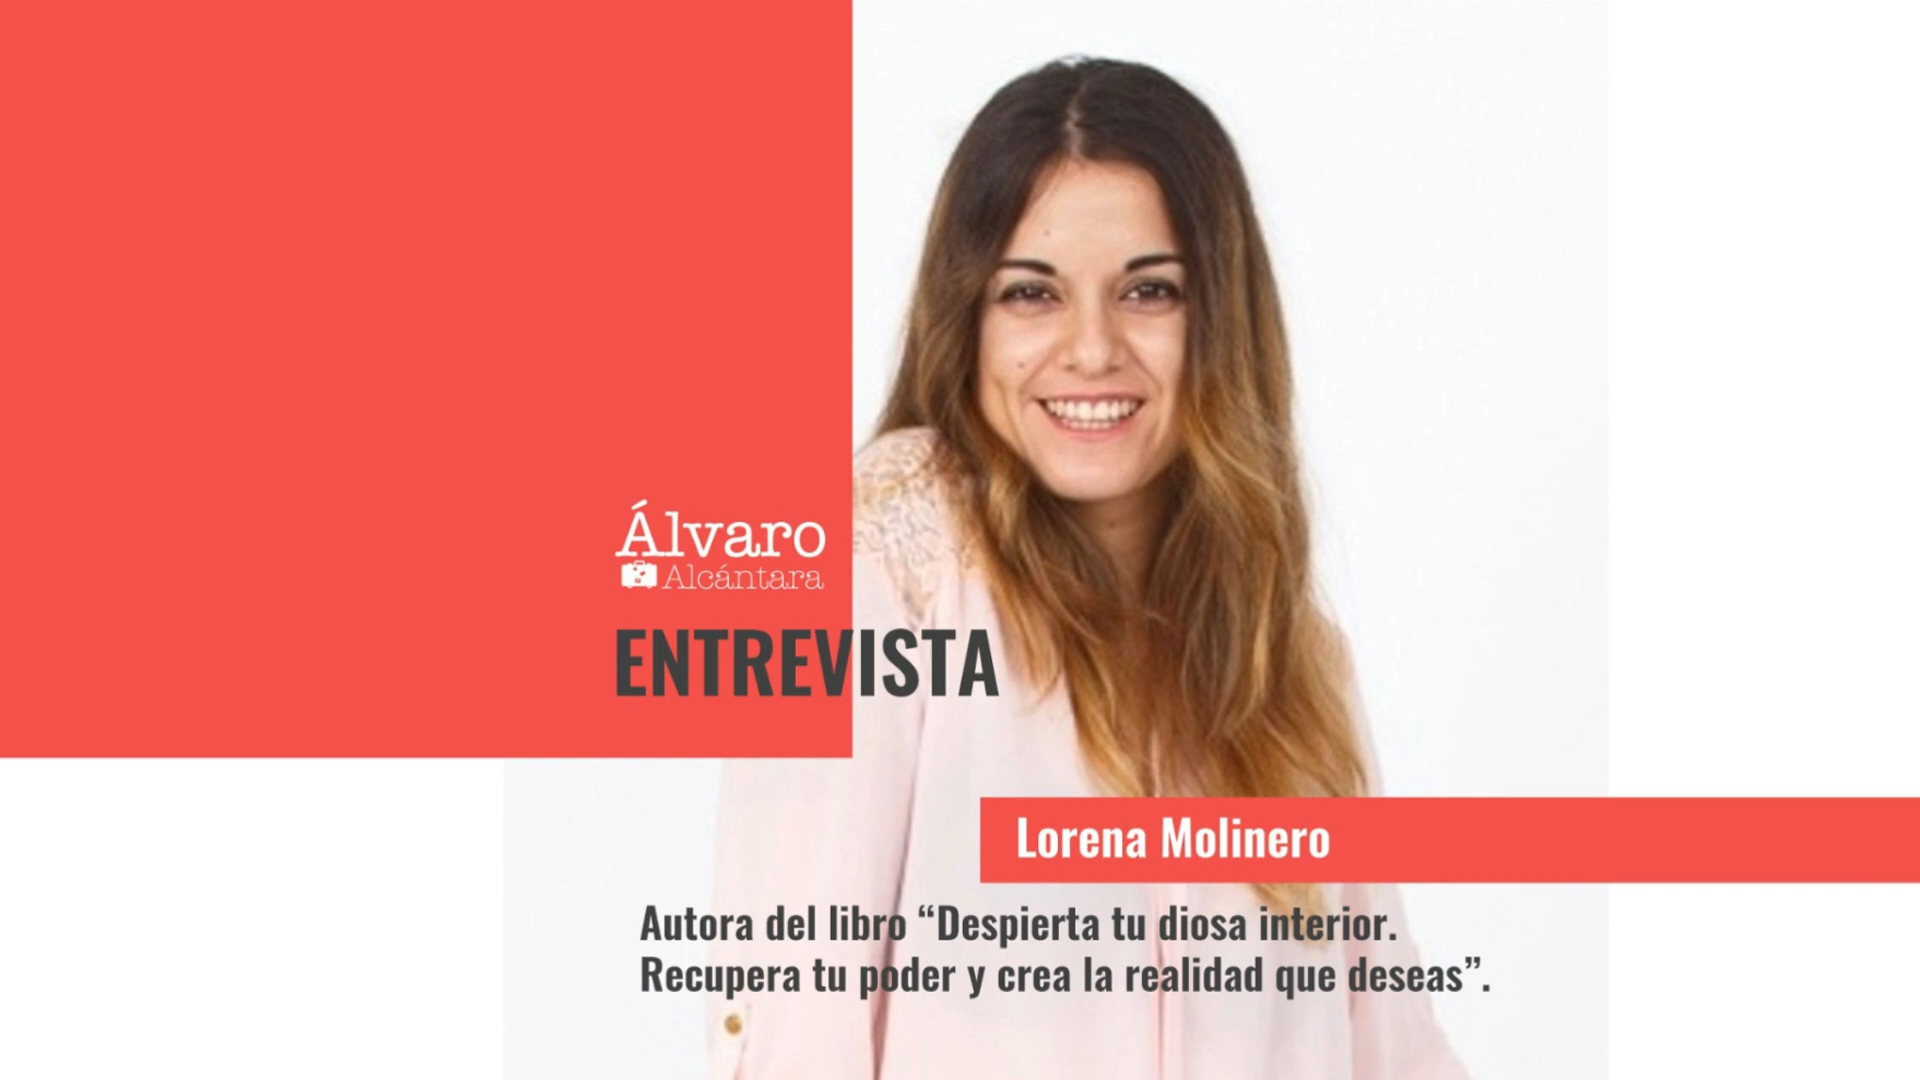 Álvaro
Alcántara
ENTREVISTA
Lorena Molinero
Autora del libro “Despierta tu diosa interior.
Recupera tu poder y crea la realidad que deseas”.